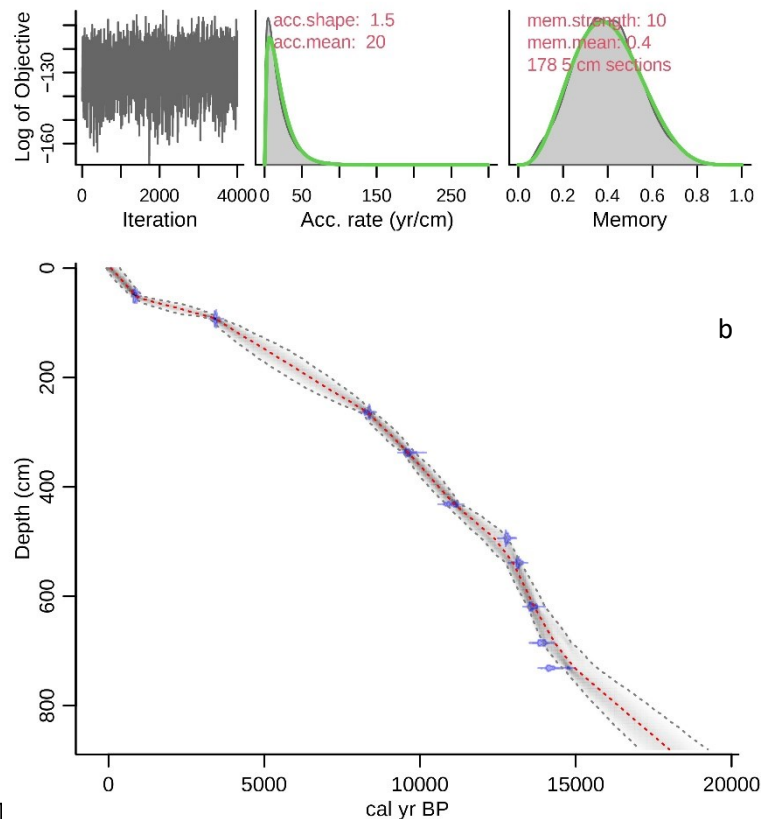 Log of Objective
-160
-130
0
2000
4000
Iteration
acc.shape: 1.5
acc.mean: 20
0
50
150
250
Acc. rate (yr/cm)
mem.strength: 10
mem.mean: 0.4
178 5 cm sections
0.0
0.2
0.4
0.6
0.8
1.0
Memory
b
Depth (cm)
0
200
400
600
800
0
5000
10000
15000
20000
cal yr BP